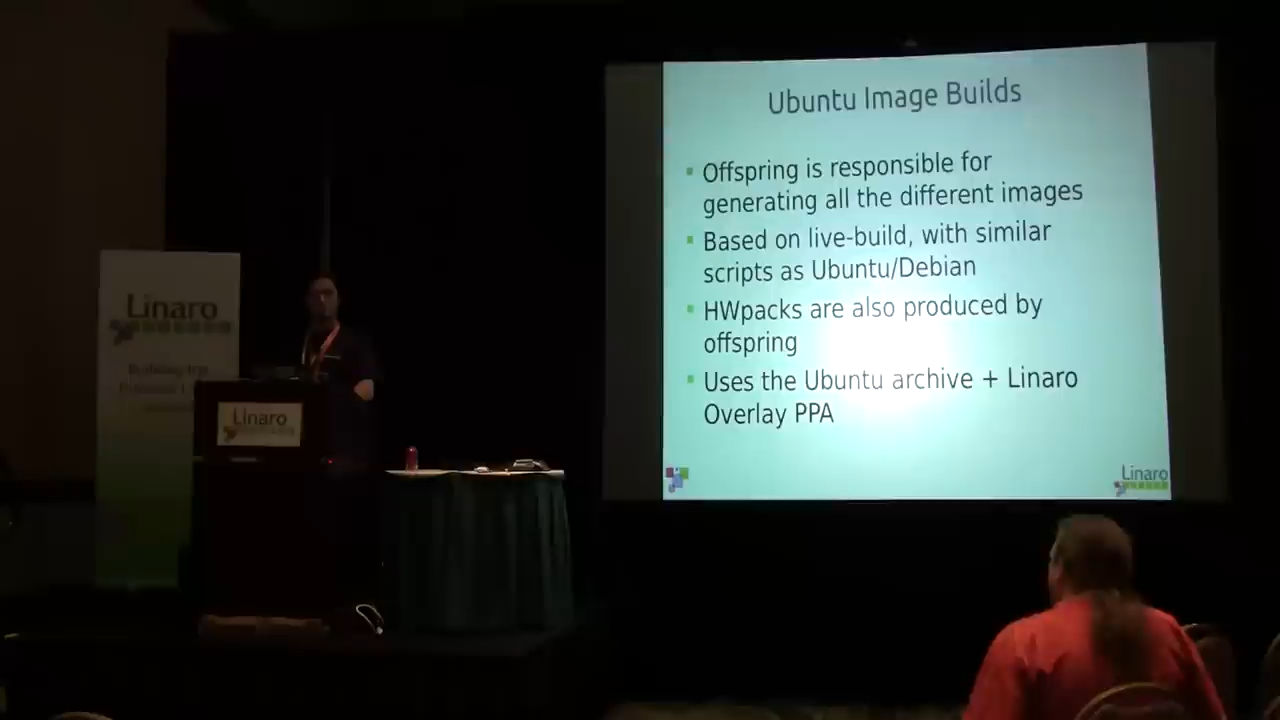 Ubuntu Image Builds
Offspring is responsible for
generating all the different images
Based on live-build, with similar
scripts as Ubuntu/Debian
HWpacks are also produced by
offspring
Uses the Ubuntu archive + Linaro
Overlay PPA
Linaro
Linaro
Linaro